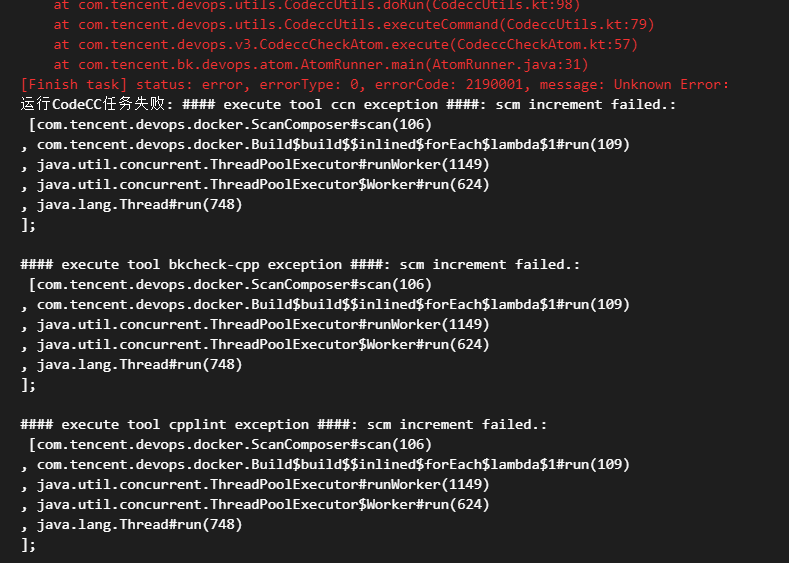 at com.tencent.devops.utils.CodeccUtils.doRun(CodeccUtils.kt:98)
at com.tencent.devops.utils.CodeccUtils.executeCommand(CodeccUtils.kt:79)
at com.tencent.devops.v3.CodeccCheckAtom.execute(CodeccCheckAtom.kt:57)
at com.tencent.bk.devops.atom.AtomRunner.main(AtomRunner.java:31)
[Finish task] status: error, errorType: 0, errorCode: 2190001, message: Unknown Error:
运行CodeCC任务失败: #### execute tool ccn exception ####: scm increment failed.:
[com.tencent.devops.docker.ScanComposer#scan(106)
, com.tencent.devops.docker.Build$build$$inlined$forEach$lambda$1#run(109)
, java.util.concurrent.ThreadPoolExecutor#runWorker(1149)
, java.util.concurrent.ThreadPoolExecutor$Worker#run(624)
, java.lang.Thread#run(748)
];
#### execute tool bkcheck-cpp exception ####: scm increment failed.:
[com.tencent.devops.docker.ScanComposer#scan(106)
, com.tencent.devops.docker.Build$build$$inlined$forEach$lambda$1#run(109)
, java.util.concurrent.ThreadPoolExecutor#runWorker(1149)
, java.util.concurrent.ThreadPoolExecutor$Worker#run(624)
, java.lang.Thread#run(748)
];
#### execute tool cpplint exception ####: scm increment failed.:
[com.tencent.devops.docker.ScanComposer#scan(106)
, com.tencent.devops.docker.Build$build$$inlined$forEach$lambda$1#run(109)
, java.util.concurrent.ThreadPoolExecutor#runWorker(1149)
, java.util.concurrent.ThreadPoolExecutor$Worker#run(624)
, java.lang.Thread#run(748)
];